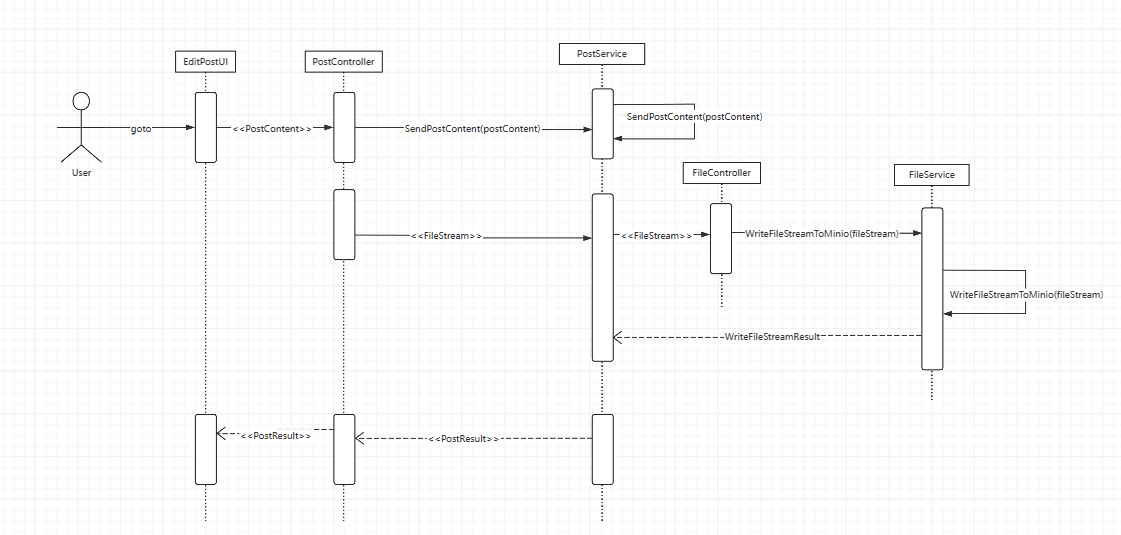 PostService
EditPostUI
PostController
goto
<<PostContent>>
SendPostContent(postContent)
SendPostContent(postContent)
User
FileController
FileService
<<FileStream>>
<<FileStream>>
WriteFileStreamToMinio(fileStream)
WriteFileStreamToMinio(fileStream)
WriteFileStreamResult
<<PostResult>>
<<PostResult>>